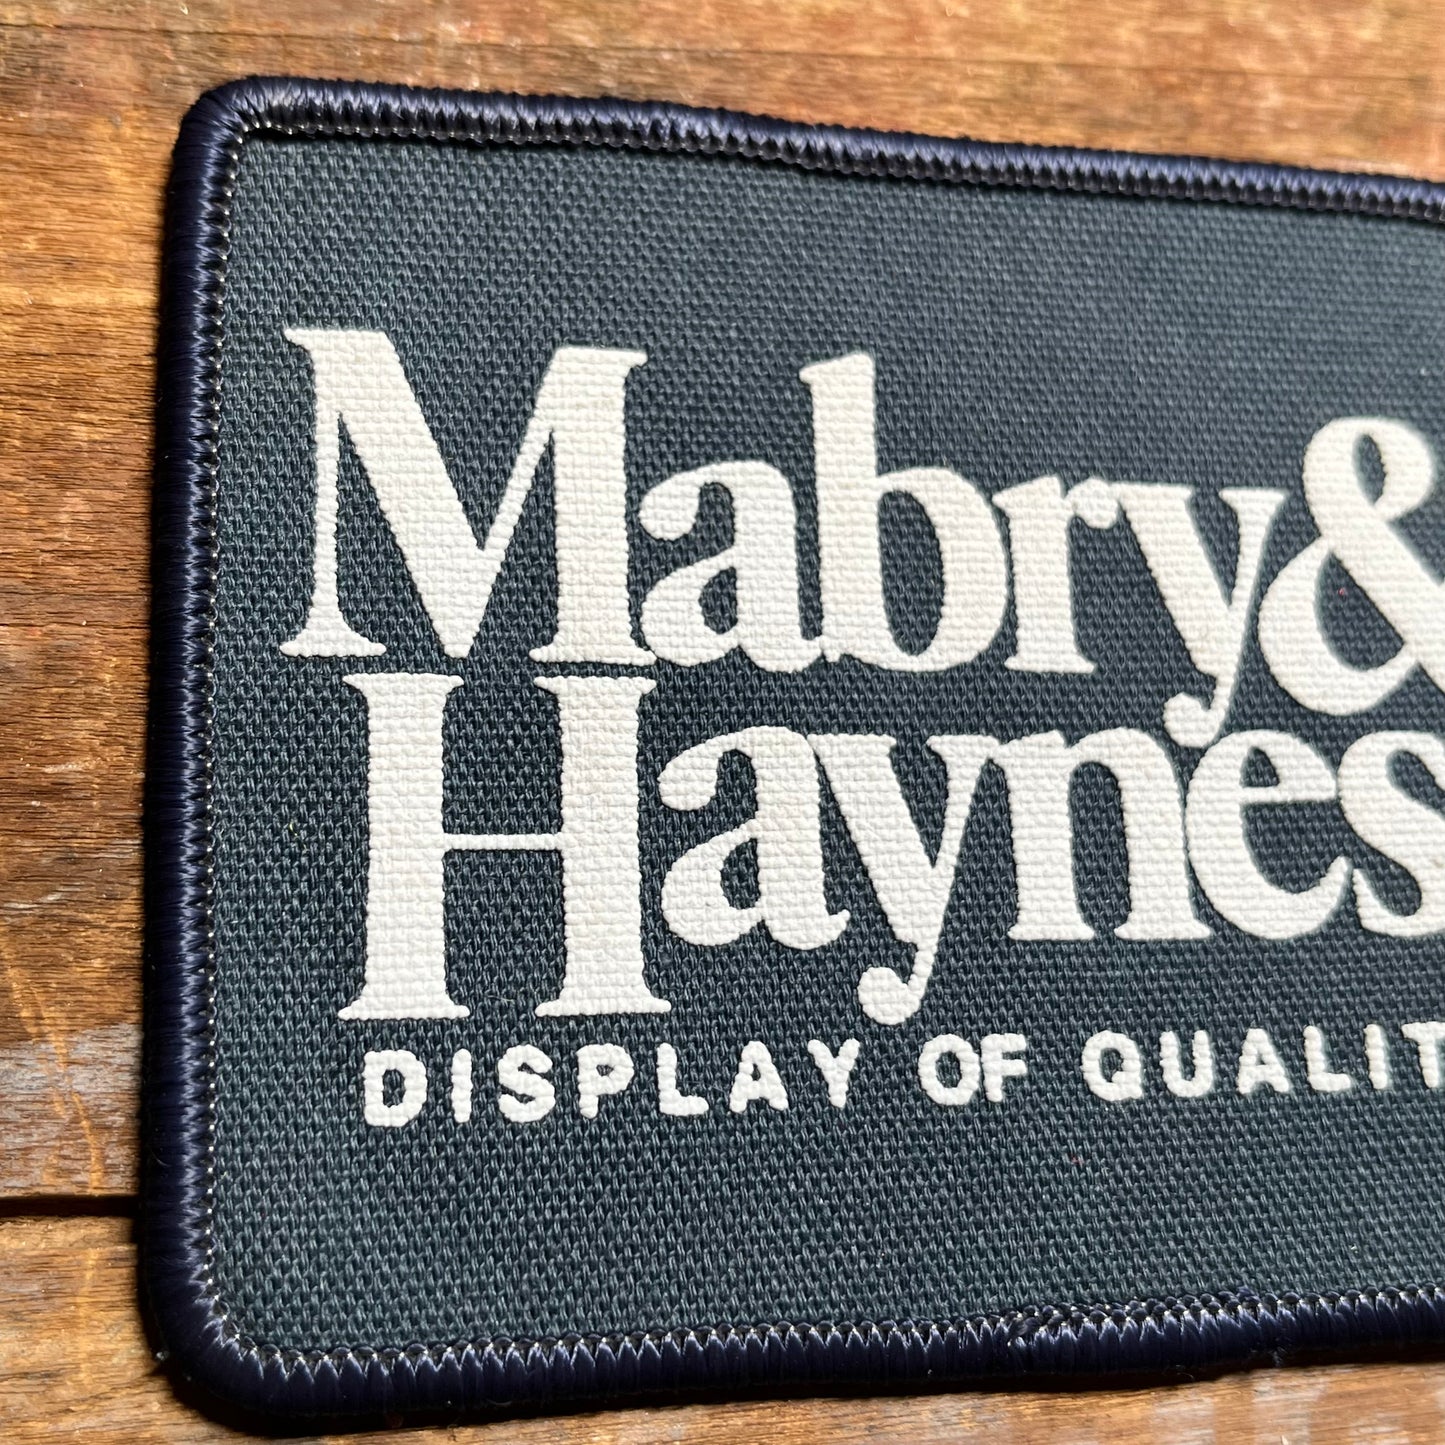 Mabry&
Haynes
DISPLAY OF QUALIT